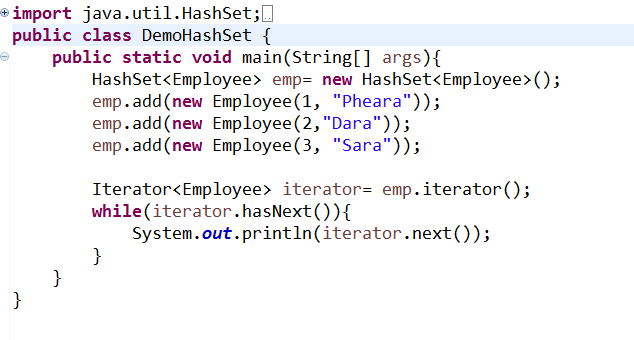 import java.util.HashSet;
public class DemoHashSet {
    public static void main(String[] args){
        HashSet<Employee> emp= new HashSet<Employee>();
        emp.add(new Employee(1, "Pheara"));
        emp.add(new Employee(2,"Dara"));
        emp.add(new Employee(3, "Sara"));

        Iterator<Employee> iterator= emp.iterator();
        while(iterator.hasNext()){
            System.out.println(iterator.next());
        }
    }
}